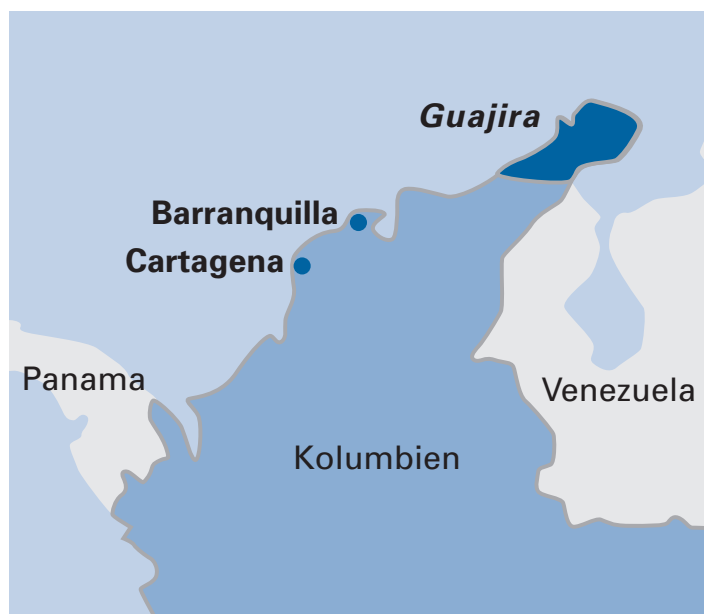 Guajira
Barranquilla
Cartagena
Panama
Venezuela
Kolumbien